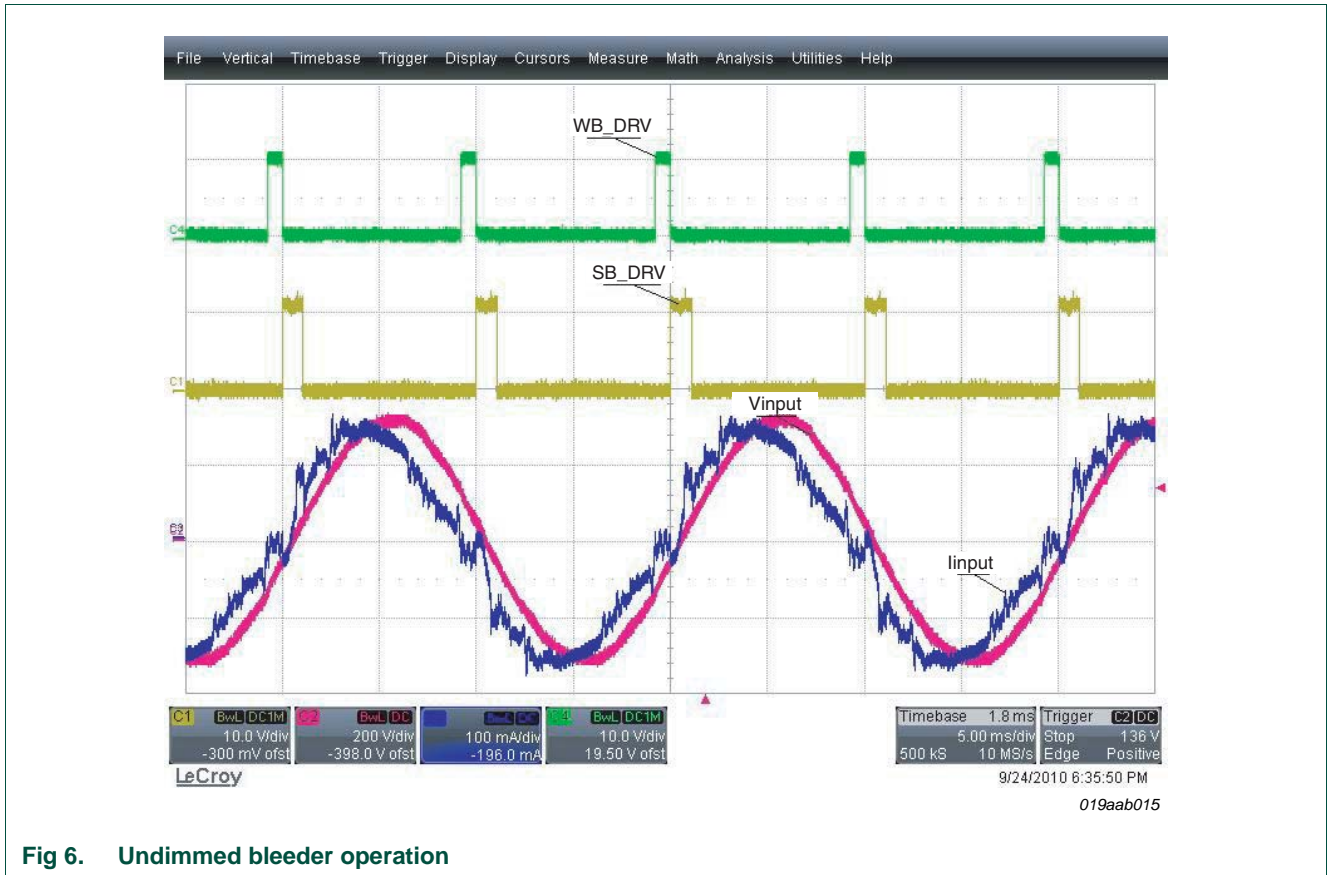 File Vertical Timebase Trigger Display Cursors Measure Math Analysis Utilities Help
WB_DRV
C4
SB_DRV
C1
Vinput
Iinput
C1 BwL DC1M
10.0 V/div
-300 mV ofst
C2 BwL DC
200 V/div
-398.0 V ofst
100 mA/div
-196.0 mA
C4 BwL DC1M
10.0 V/div
19.50 V ofst
Timebase 1.8 ms
5.00 ms/div
500 kS 10 MS/s
Trigger C2 DC
Stop 136 V
Edge Positive
LeCroy
9/24/2010 6:35:50 PM
019aab015
Fig 6. Undimmed bleeder operation